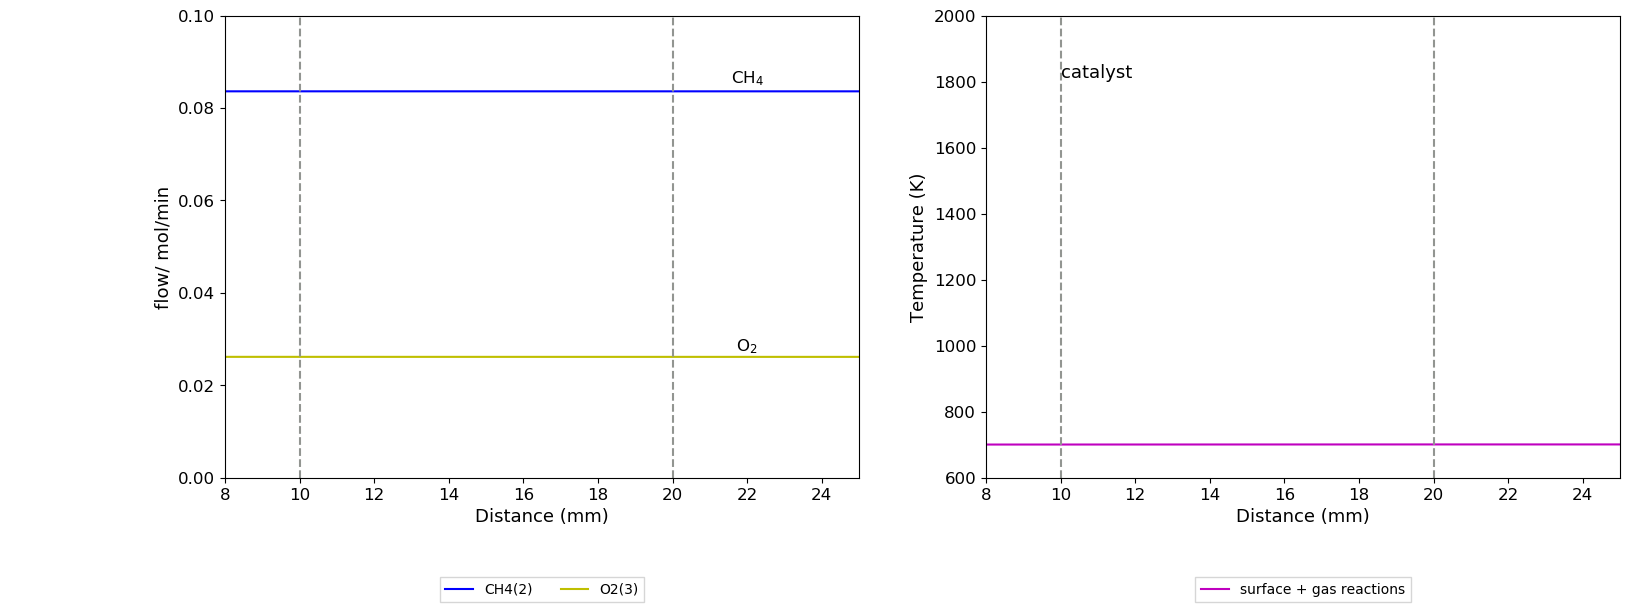 0.10
0.08
0.06
0.04
0.02
0.00
flow/ mol/min
CH₄
O₂
8 10 12 14 16 18 20 22 24
Distance (mm)
CH4(2) O2(3)
2000
1800
1600
1400
1200
1000
800
600
Temperature (K)
catalyst
8 10 12 14 16 18 20 22 24
Distance (mm)
surface + gas reactions